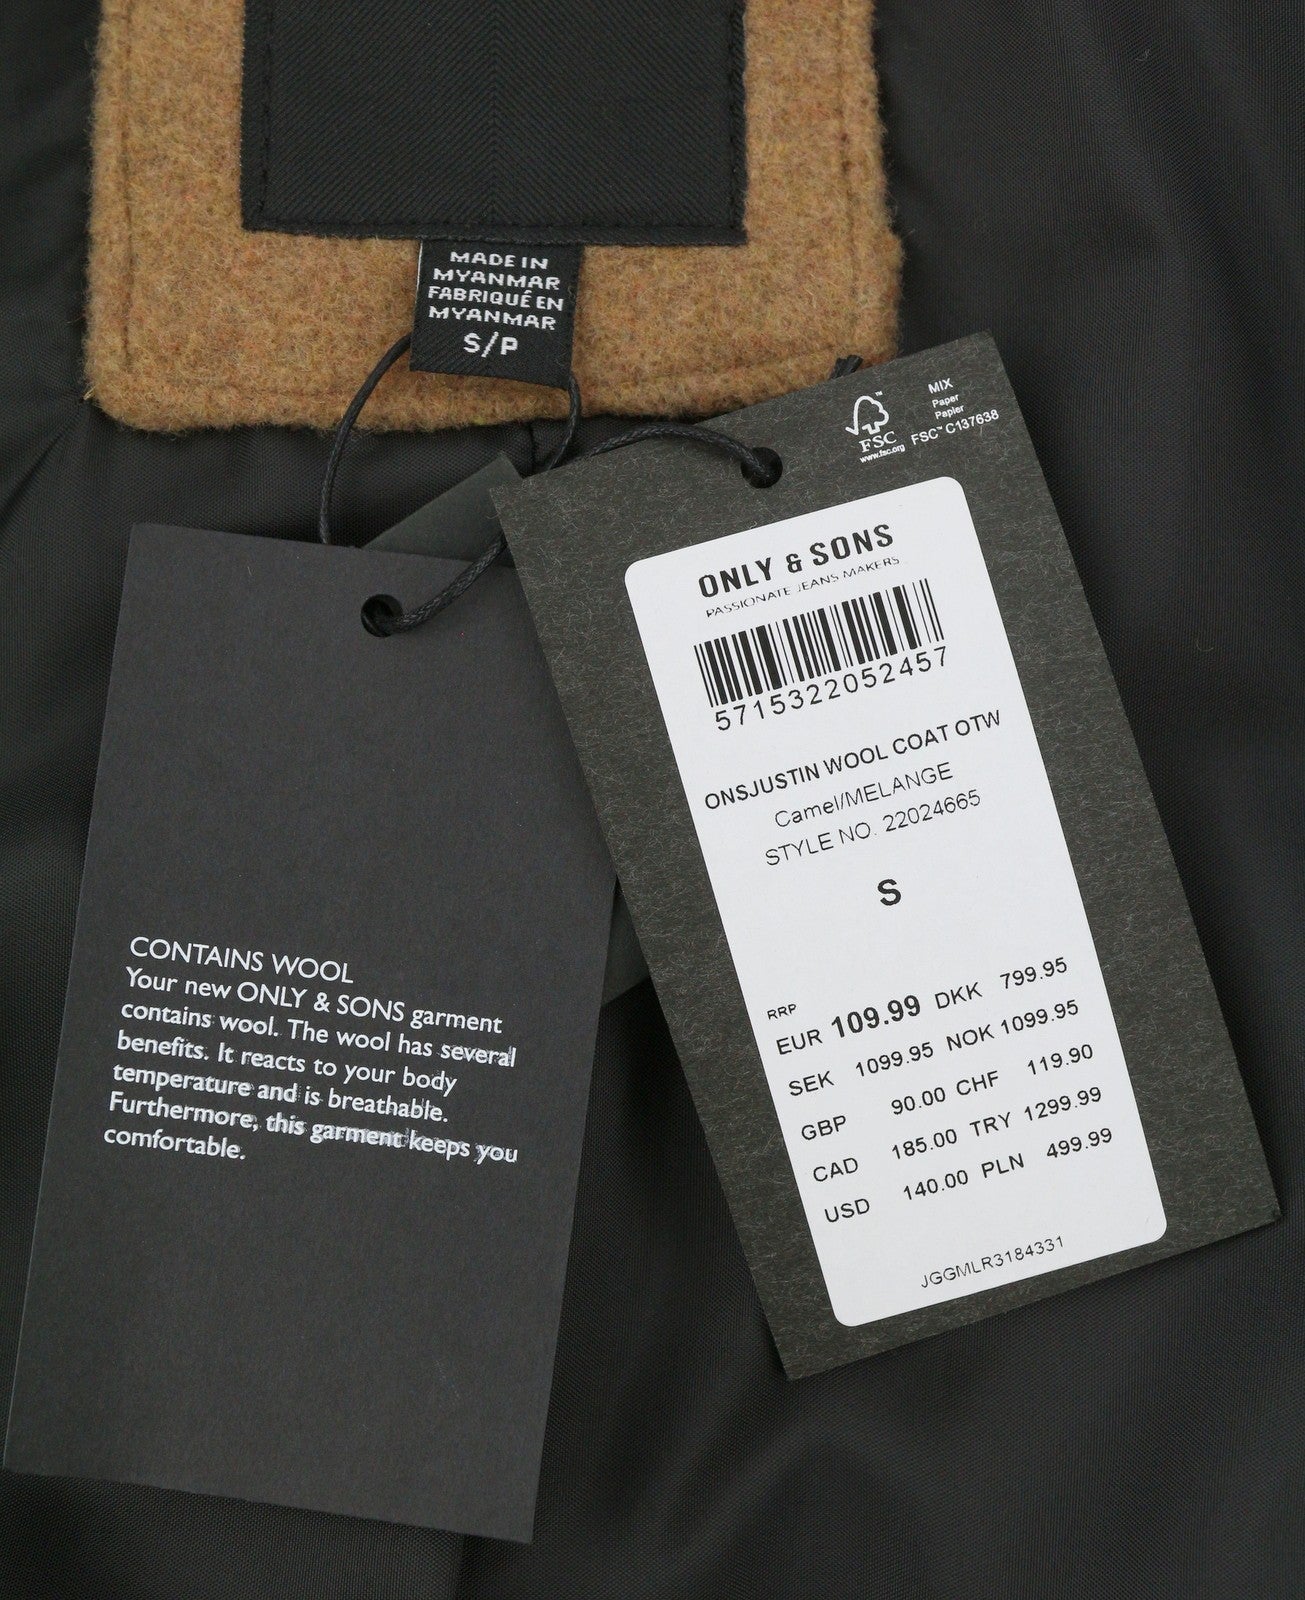 MADE IN
MYANMAR
FABRIQUÉ EN
MYANMAR
S/P
FSC™
www.fsc.org
MIX
Paper
Papier
FSC™ C137638
ONLY & SONS
PASSIONATE JEANS MAKERS
5715322052457
ONSJUSTIN WOOL COAT OTW
Camel/MELANGE
STYLE NO. 22024665
S
RRP
EUR 109.99 DKK 799.95
SEK 1099.95 NOK 1099.95
GBP 90.00 CHF 119.90
CAD 185.00 TRY 1299.99
USD 140.00 PLN 499.99
JGGMLR3184331
CONTAINS WOOL
Your new ONLY & SONS garment
contains wool. The wool has several
benefits. It reacts to your body
temperature and is breathable.
Furthermore, this garment keeps you
comfortable.